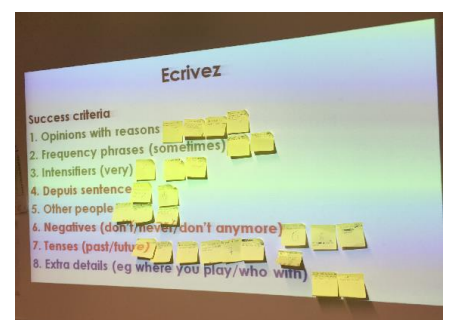 Ecrivez
Success criteria
1. Opinions with reasons
2. Frequency phrases (sometimes)
3. Intensifiers (very)
4. Depuis sentence
5. Other people
6. Negatives (don't/never/don't anymore)
7. Tenses (past/future)
8. Extra details (eg where you play/who with)